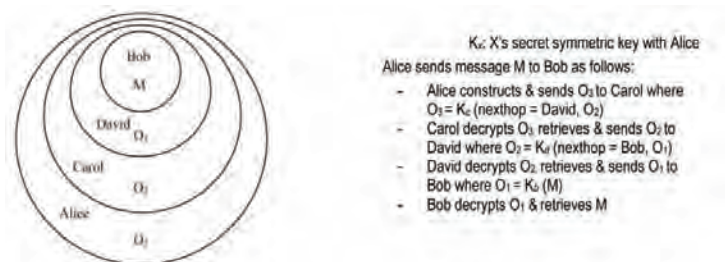 Bob
M
David
O₁
Carol
O₂
Alice
O₃
Kₓ: X's secret symmetric key with Alice
Alice sends message M to Bob as follows:
- Alice constructs & sends O₃ to Carol where
O₃ = K꜀ (nexthop = David, O₂)
- Carol decrypts O₃, retrieves & sends O₂ to
David where O₂ = K_d (nexthop = Bob, O₁)
- David decrypts O₂, retrieves & sends O₁ to
Bob where O₁ = K_b (M)
- Bob decrypts O₁ & retrieves M